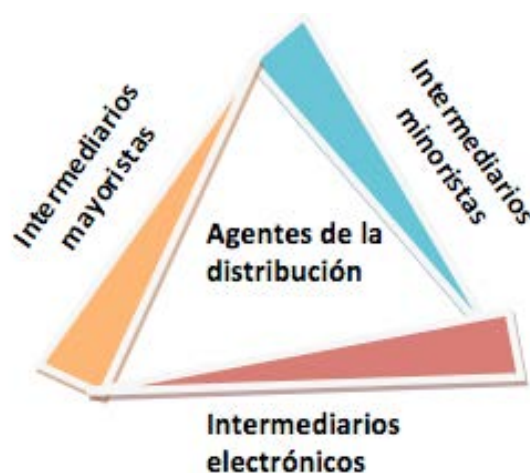 Intermediarios
mayoristas
Intermediarios
minoristas
Agentes de la
distribución
Intermediarios
electrónicos